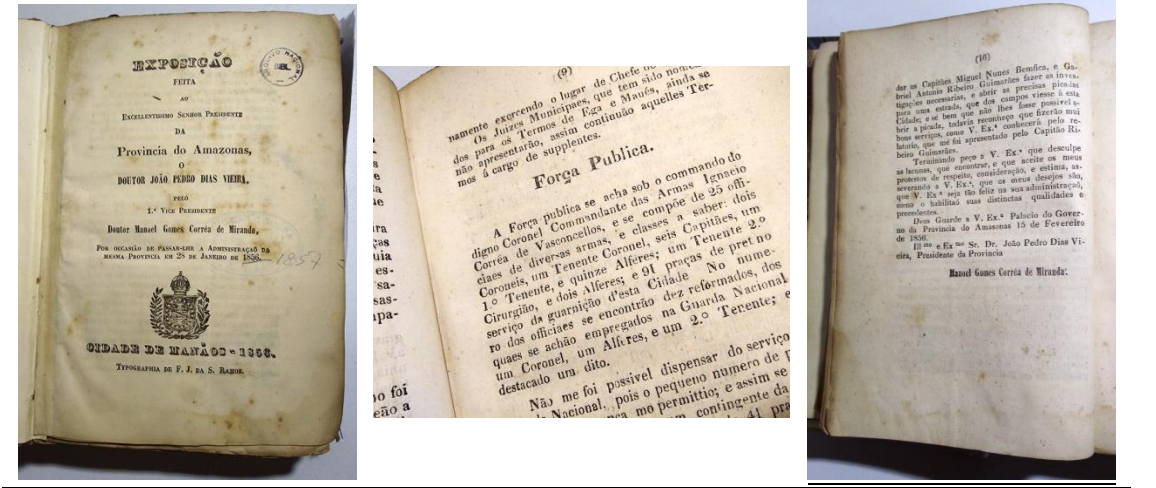 EXPOSIÇÃO
FEITA
AO
EXCELLENTISSIMO SENHOR PRESIDENTE
DA
Provincia do Amazonas,
O
DOUTOR JOÃO PEDRO DIAS VIEIRA,
PELO
1.º VICE PRESIDENTE
Doutor Manoel Gomes Corrêa de Miranda,
POR OCCASIÃO DE PASSAR-LHE A ADMINISTRAÇAÕ DA
MESMA PROVINCIA EM 28 DE JANEIRO DE 1856.
1857
CIDADE DE MANÁOS - 1856.
TYPOGRAPHIA DE F. J. DA S. RAMOS.
ARQUIVO NACIONAL
(9)
namente exercendo o lugar de Chefe
Os Juizes Municipaes, que tem sido
dos para os Termos de Ega e Maués, ainda se
não apresentarão, assim continuão aquelles Ter-
mos á cargo de supplentes.
Força Publica.
A Força publica se acha sob o commando do
digno Coronel Commandante das Armas Ignacio
Corrêa de Vasconcellos, e se compõe de 25 offi-
ciaes de diversas armas, e classes a saber: dois
Coroneis, um Tenente Coronel, seis Capitães, um
1.º Tenente, e quinze Alferes; um Tenente 2.º
Cirurgião, e dois Alferes; e 91 praças de pret no
serviço da guarnição d'esta Cidade No nume-
ro dos officiaes se encontrão dez refórmados, dos
quaes se achão empregados na Guarda Nacional
um Coronel, um Alferes, e um 2.º Tenente; e
destacado um dito.
Não me foi possivel dispensar do serviço
Nacional, pois o pequeno numero de
mo permittio; e assim se
contingente da
41 pra
(16)
dar os Capitães Miguel Nunes Bemfica, e Ga-
briel Antonio Ribeiro Guimarães fazer as inves-
tigações necessarias, e abrir as precisas picadas
para uma estrada, que dos campos viesse á esta
Cidade; e se bem que não lhes fosse possivel a-
brir a picada, todavia reconheço que fizerão mui
bons serviços, como V. Ex.ª conhecerá pelo re-
latorio, que me foi apresentado pelo Capitão Ri-
beiro Guimarães.
Terminando peço a V. Ex.ª que desculpe
as lacunas, que encontrar, e que aceite os meus
protestos de respeito, consideração, e estima, as-
severando a V. Ex.ª, que os meus desejos são,
que V. Ex.ª seja tão feliz na sua administração,
como o habilitaõ suas distinctas qualidades e
precedentes.
Deos Guarde a V. Ex.ª Palacio do Gover-
no da Provincia do Amazonas 15 de Fevereiro
de 1856.
Ill.mo e Ex.mo Sr. Dr. João Pedro Dias Vi-
eira, Presidente da Provincia
Manoel Gomes Corrêa de Miranda.